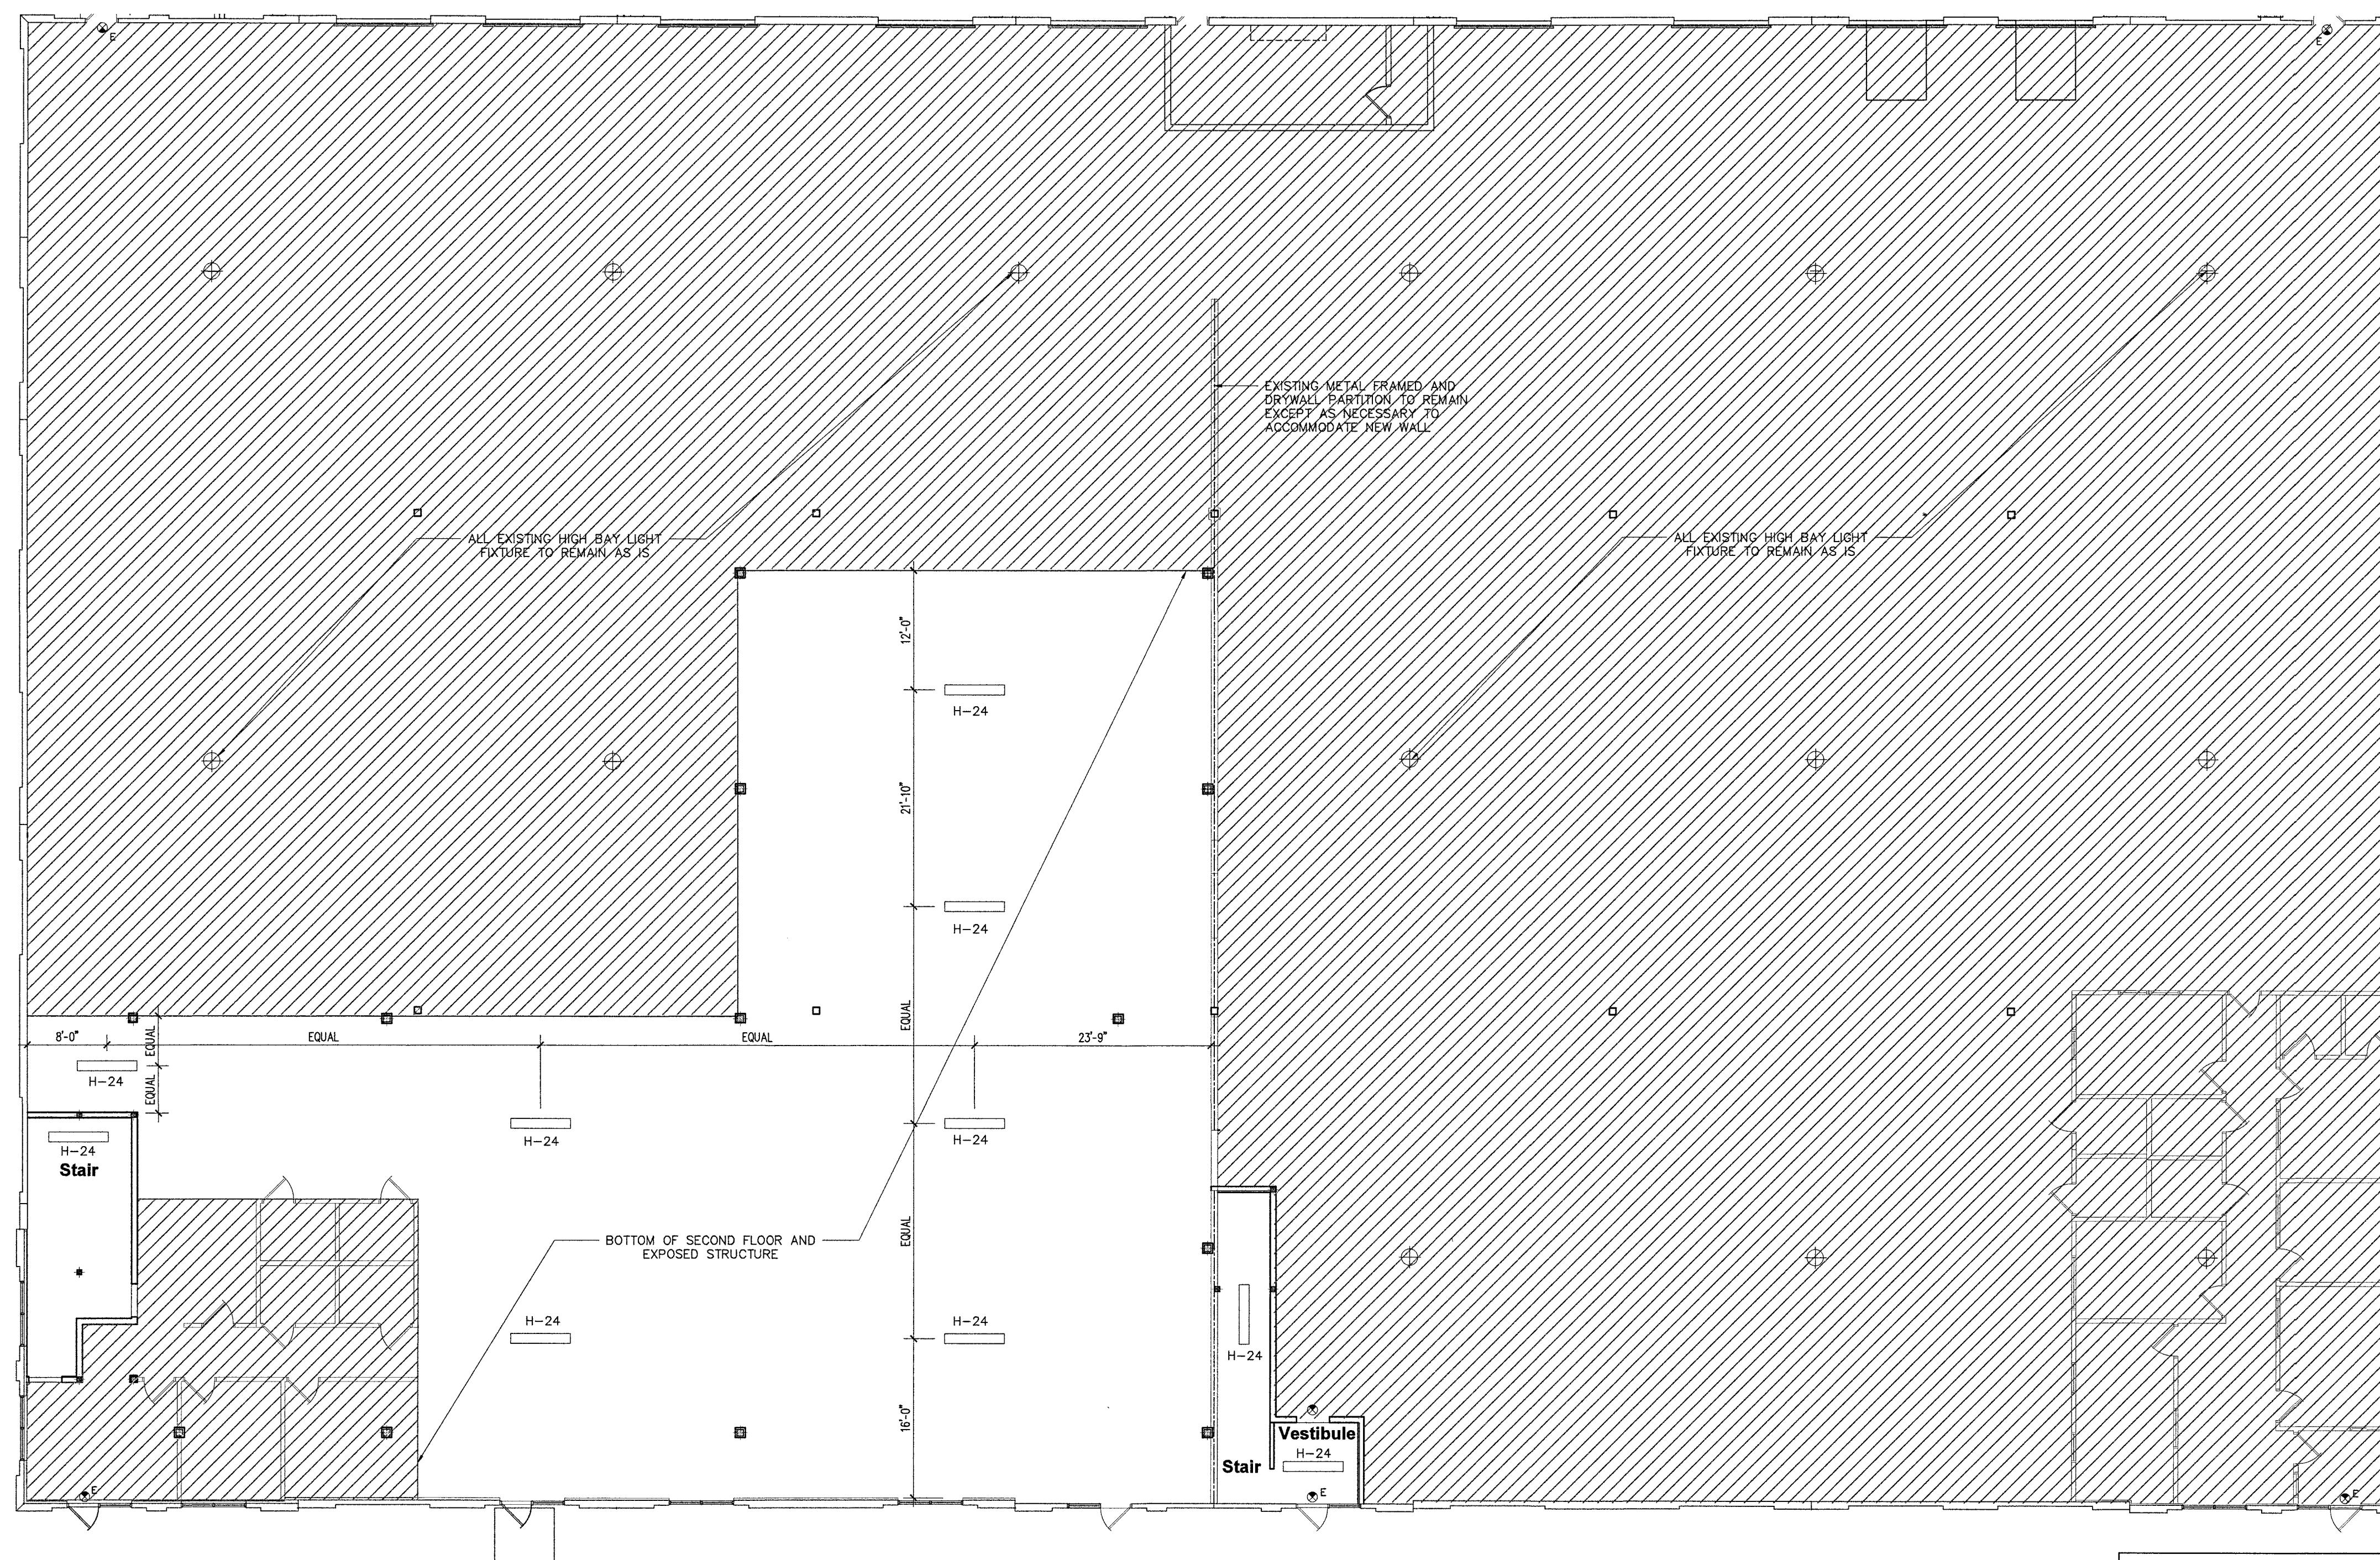 E
E
EXISTING METAL FRAMED AND
DRYWALL PARTITION TO REMAIN
EXCEPT AS NECESSARY TO
ACCOMMODATE NEW WALL
ALL EXISTING HIGH BAY LIGHT
FIXTURE TO REMAIN AS IS
ALL EXISTING HIGH BAY LIGHT
FIXTURE TO REMAIN AS IS
12'-0"
H-24
21'-10"
H-24
EQUAL
8'-0"
EQUAL
EQUAL
EQUAL
23'-9"
H-24
EQUAL
H-24
H-24
H-24
Stair
EQUAL
BOTTOM OF SECOND FLOOR AND
EXPOSED STRUCTURE
H-24
H-24
H-24
16'-0"
Vestibule
H-24
Stair
E
E
E